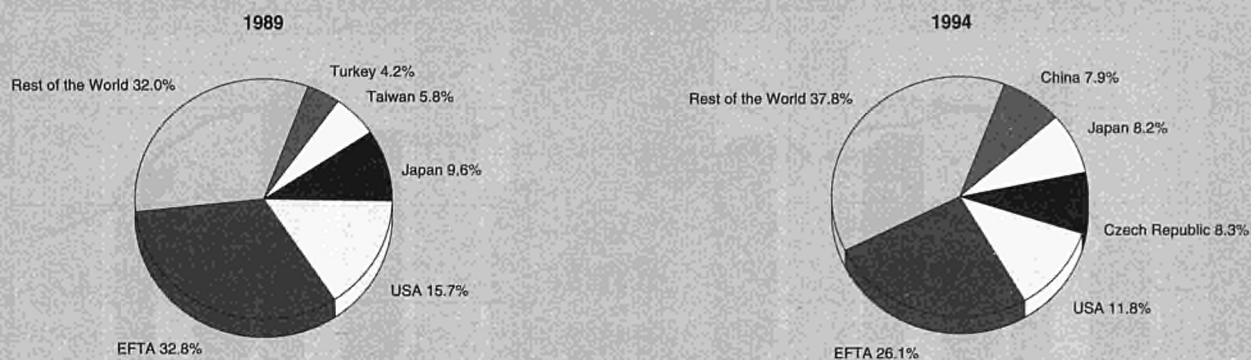 1989
Rest of the World 32.0%
Turkey 4.2%
Taiwan 5.8%
Japan 9.6%
USA 15.7%
EFTA 32.8%
1994
Rest of the World 37.8%
China 7.9%
Japan 8.2%
Czech Republic 8.3%
USA 11.8%
EFTA 26.1%